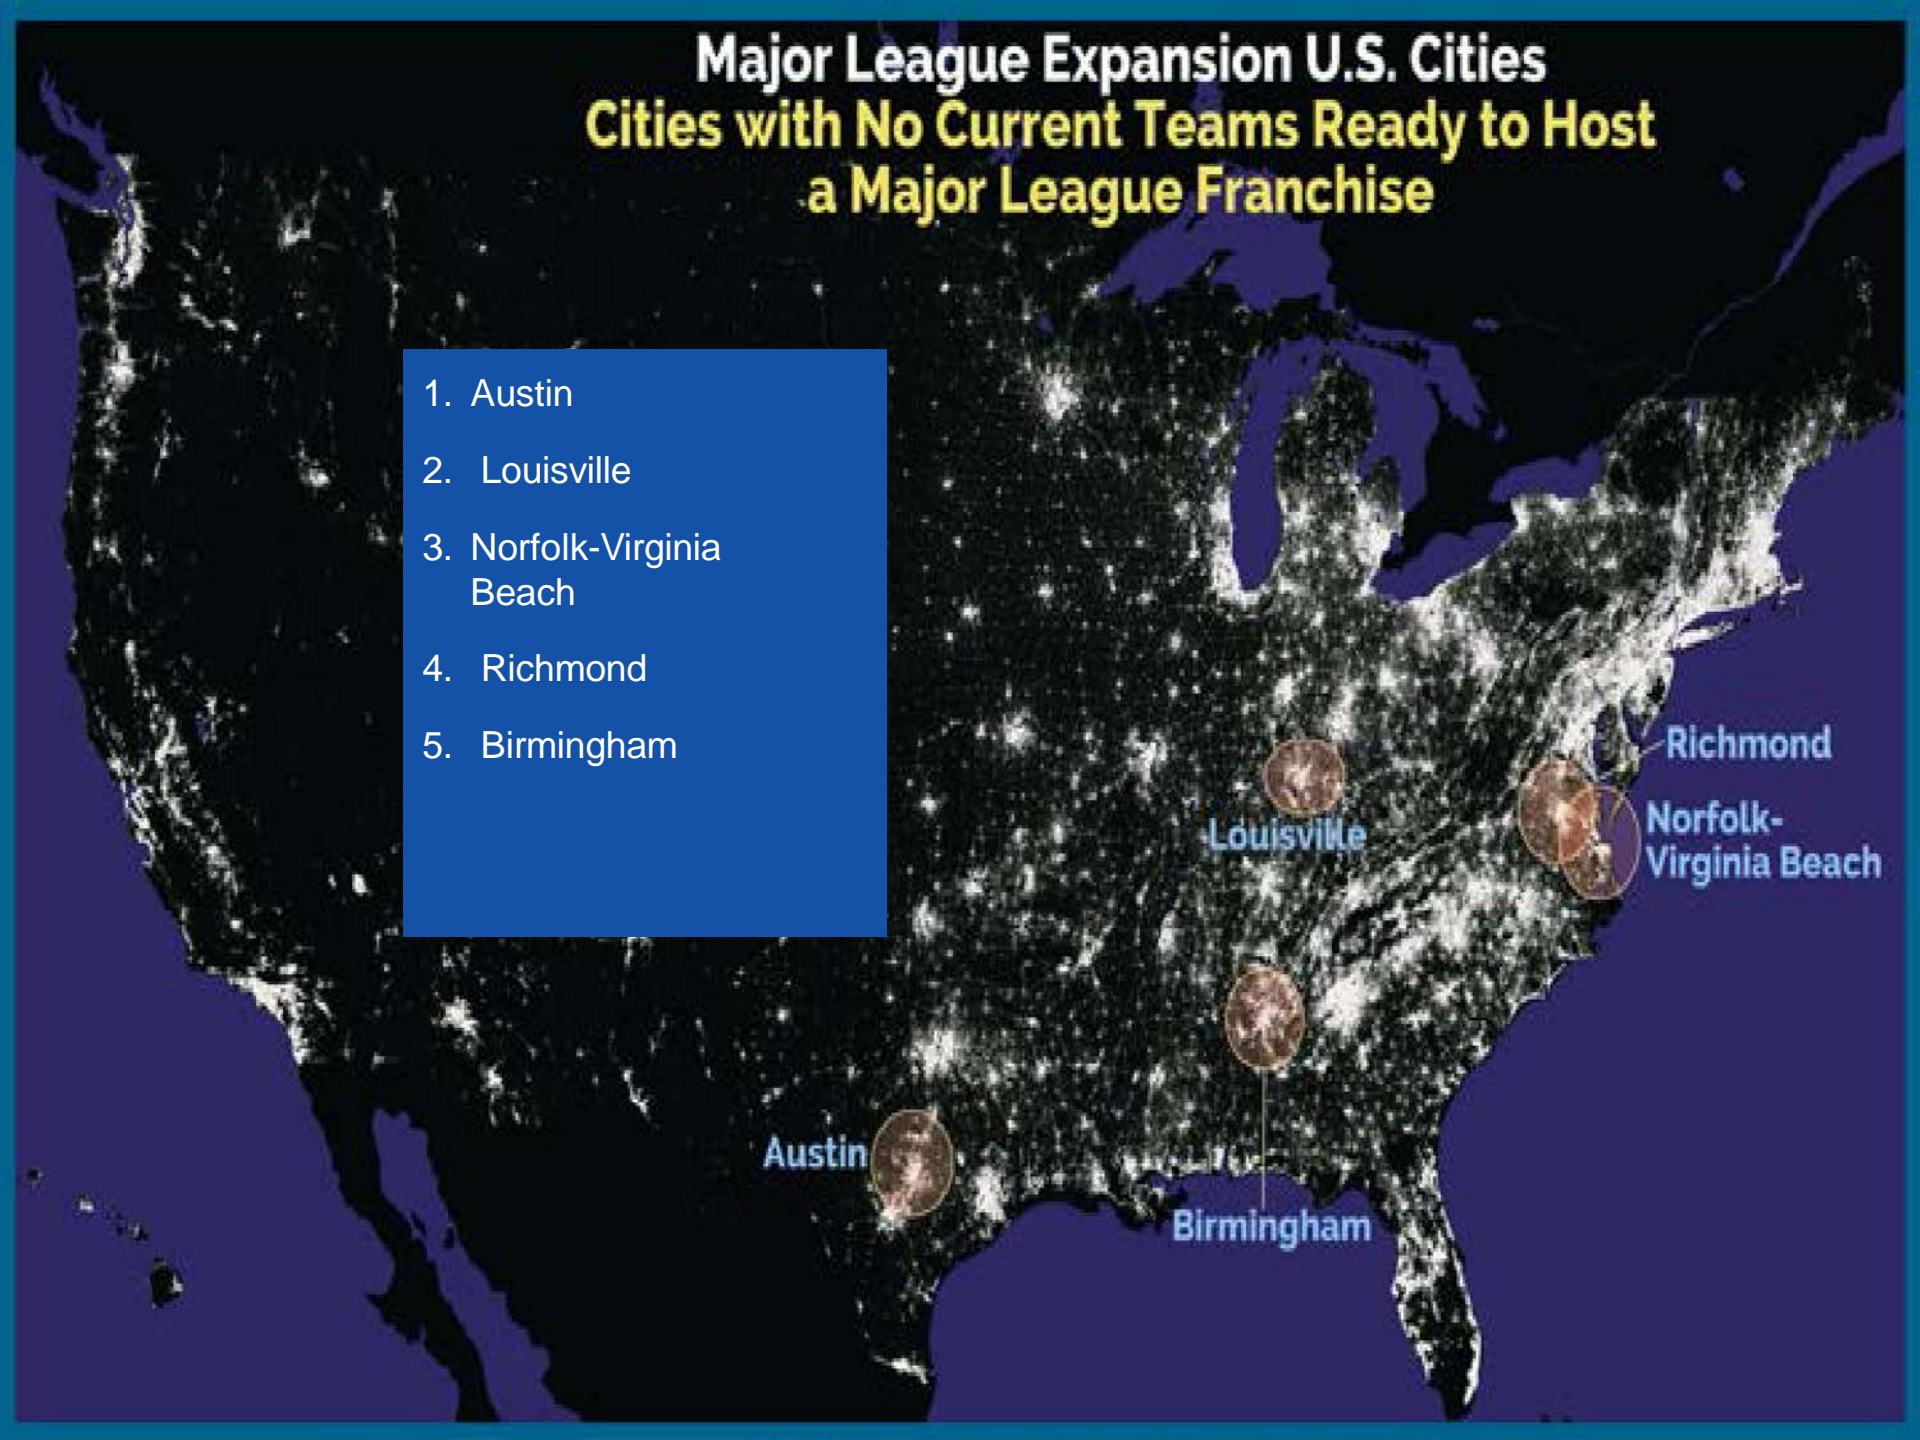 Major League Expansion U.S. Cities
Cities with No Current Teams Ready to Host
a Major League Franchise
1. Austin
2. Louisville
3. Norfolk-Virginia
Beach
4. Richmond
5. Birmingham
Richmond
Norfolk-
Virginia Beach
Louisville
Austin
Birmingham